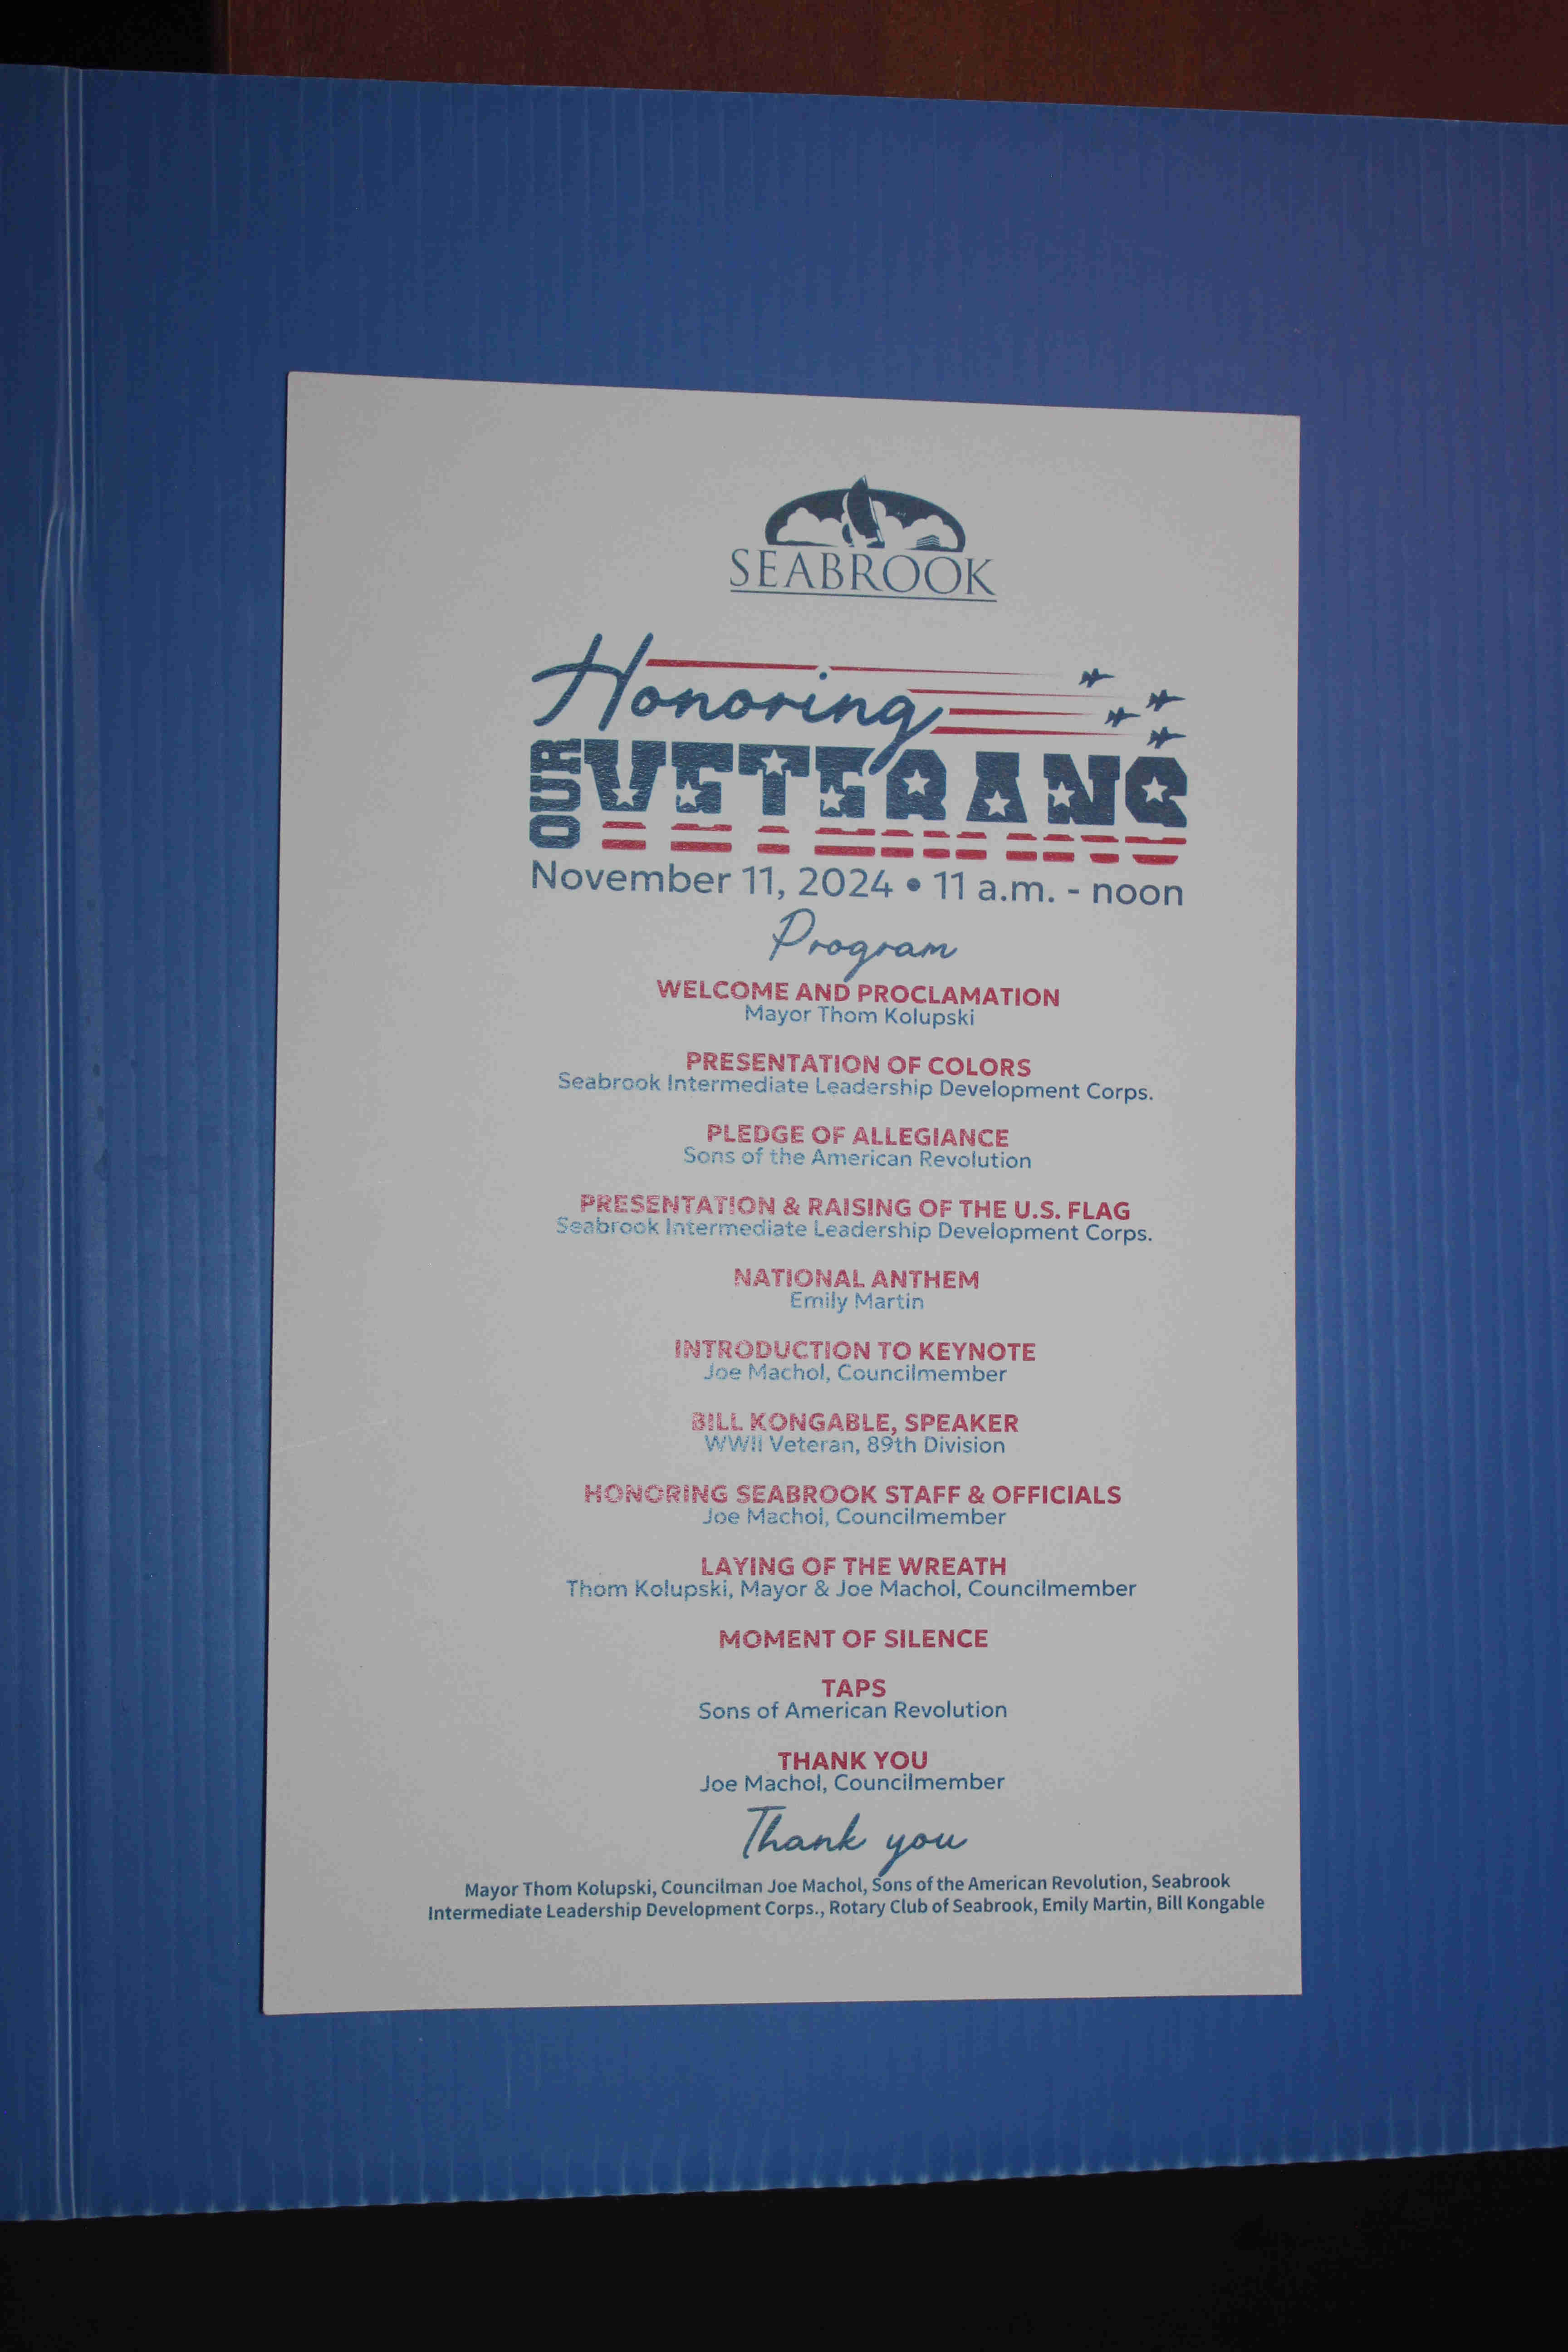 SEABROOK
Honoring
OUR VETERANS
November 11, 2024 • 11 a.m. - noon
Program
WELCOME AND PROCLAMATION
Mayor Thom Kolupski
PRESENTATION OF COLORS
Seabrook Intermediate Leadership Development Corps.
PLEDGE OF ALLEGIANCE
Sons of the American Revolution
PRESENTATION & RAISING OF THE U.S. FLAG
Seabrook Intermediate Leadership Development Corps.
NATIONAL ANTHEM
Emily Martin
INTRODUCTION TO KEYNOTE
Joe Machol, Councilmember
BILL KONGABLE, SPEAKER
WWII Veteran, 89th Division
HONORING SEABROOK STAFF & OFFICIALS
Joe Machol, Councilmember
LAYING OF THE WREATH
Thom Kolupski, Mayor & Joe Machol, Councilmember
MOMENT OF SILENCE
TAPS
Sons of American Revolution
THANK YOU
Joe Machol, Councilmember
Thank you
Mayor Thom Kolupski, Councilman Joe Machol, Sons of the American Revolution, Seabrook
Intermediate Leadership Development Corps., Rotary Club of Seabrook, Emily Martin, Bill Kongable